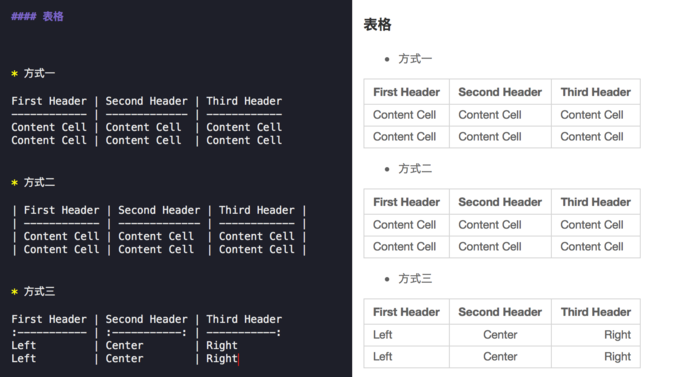 #### 表格
* 方式一
First Header | Second Header | Third Header
------------ | ------------- | ------------
Content Cell | Content Cell  | Content Cell
Content Cell | Content Cell  | Content Cell
* 方式二
| First Header | Second Header | Third Header |
| ------------ | ------------- | ------------ |
| Content Cell | Content Cell  | Content Cell |
| Content Cell | Content Cell  | Content Cell |
* 方式三
First Header | Second Header | Third Header
:----------- | :-----------: | -----------:
Left         | Center        | Right
Left         | Center        | Right
表格
• 方式一
First Header Second Header Third Header
Content Cell Content Cell Content Cell
Content Cell Content Cell Content Cell
• 方式二
First Header Second Header Third Header
Content Cell Content Cell Content Cell
Content Cell Content Cell Content Cell
• 方式三
First Header Second Header Third Header
Left Center Right
Left Center Right